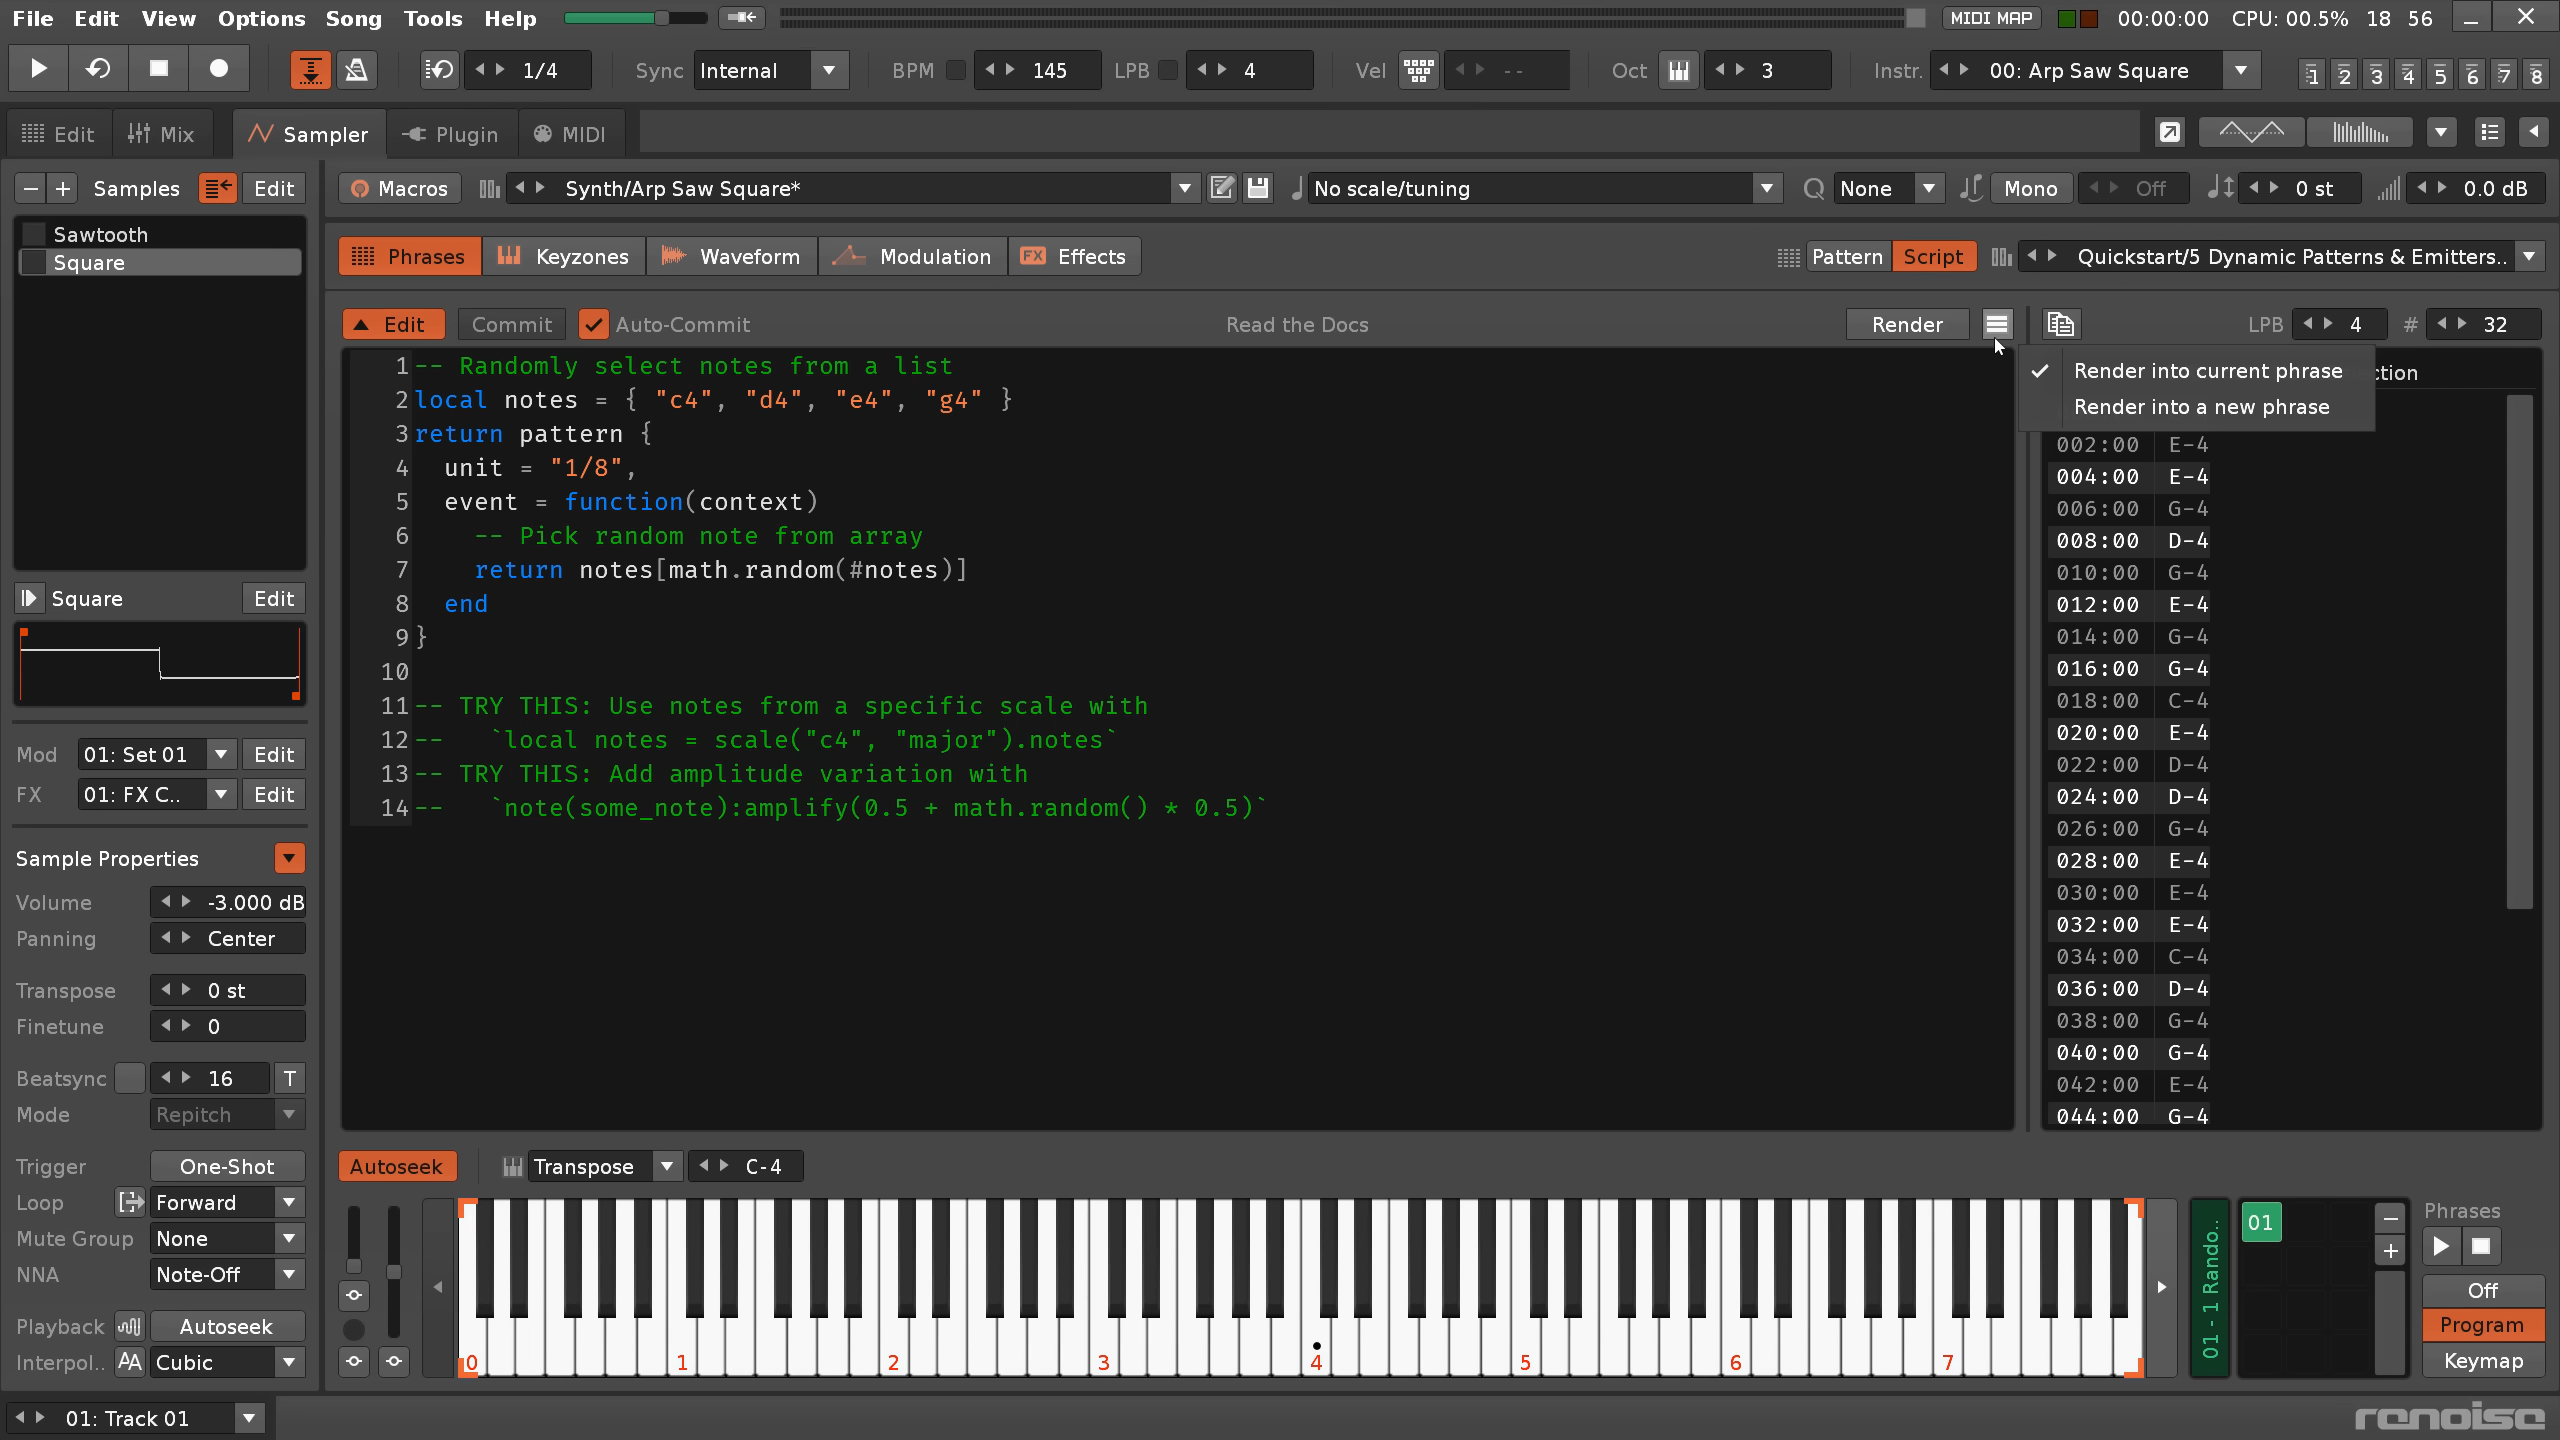 File Edit View Options Song Tools Help MIDI MAP 00:00:00 CPU: 00.5% 18 56
1/4 Sync Internal BPM 145 LPB 4 Vel -- Oct 3 Instr. 00: Arp Saw Square 1 2 3 4 5 6 7 8
Edit Mix Sampler Plugin MIDI
Samples Edit Macros Synth/Arp Saw Square* No scale/tuning None Mono Off 0 st 0.0 dB
Sawtooth
Square
Phrases Keyzones Waveform Modulation FX Effects Pattern Script Quickstart/5 Dynamic Patterns & Emitters..
Edit Commit Auto-Commit Read the Docs Render LPB 4 # 32
Render into current phrase
Render into a new phrase
ction
1 -- Randomly select notes from a list
2 local notes = { "c4", "d4", "e4", "g4" }
3 return pattern {
4   unit = "1/8",
5   event = function(context)
6     -- Pick random note from array
7     return notes[math.random(#notes)]
8   end
9 }
10
11 -- TRY THIS: Use notes from a specific scale with
12 --   `local notes = scale("c4", "major").notes`
13 -- TRY THIS: Add amplitude variation with
14 --   `note(some_note):amplify(0.5 + math.random() * 0.5)`
002:00 E-4
004:00 E-4
006:00 G-4
008:00 D-4
010:00 G-4
012:00 E-4
014:00 G-4
016:00 G-4
018:00 C-4
020:00 E-4
022:00 D-4
024:00 D-4
026:00 G-4
028:00 E-4
030:00 E-4
032:00 E-4
034:00 C-4
036:00 D-4
038:00 G-4
040:00 G-4
042:00 E-4
044:00 G-4
Square Edit
Mod 01: Set 01 Edit
FX 01: FX C.. Edit
Sample Properties
Volume -3.000 dB
Panning Center
Transpose 0 st
Finetune 0
Beatsync 16 T
Mode Repitch
Trigger One-Shot
Loop Forward
Mute Group None
NNA Note-Off
Playback Autoseek
Interpol.. AA Cubic
Autoseek Transpose C-4
0 1 2 3 4 5 6 7
01 - 1 Rando..
01
Phrases
Off
Program
Keymap
01: Track 01
renoise